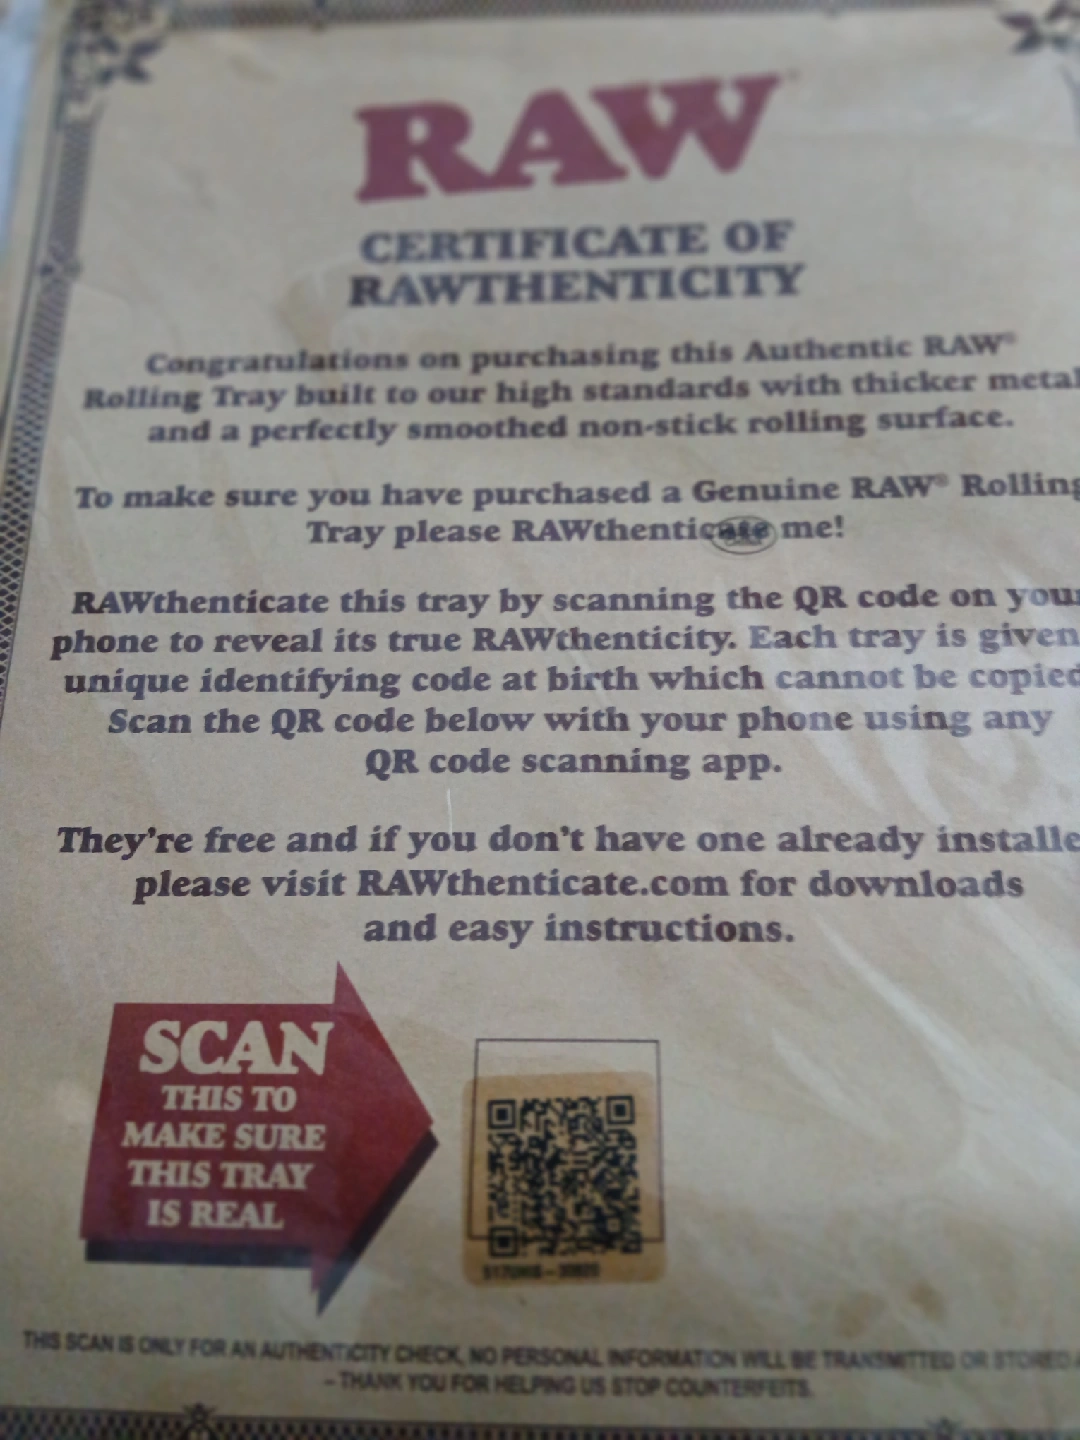 RAW
CERTIFICATE OF
RAWTHENTICITY
Congratulations on purchasing this Authentic RAW®
Rolling Tray built to our high standards with thicker metal
and a perfectly smoothed non-stick rolling surface.
To make sure you have purchased a Genuine RAW® Rolling
Tray please RAWthenticate me!
RAWthenticate this tray by scanning the QR code on your
phone to reveal its true RAWthenticity. Each tray is given
unique identifying code at birth which cannot be copied
Scan the QR code below with your phone using any
QR code scanning app.
They're free and if you don't have one already installe
please visit RAWthenticate.com for downloads
and easy instructions.
SCAN
THIS TO
MAKE SURE
THIS TRAY
IS REAL
THIS SCAN IS ONLY FOR AN AUTHENTICITY CHECK, NO PERSONAL INFORMATION WILL BE TRANSMITTED OR STORED
– THANK YOU FOR HELPING US STOP COUNTERFEITS.